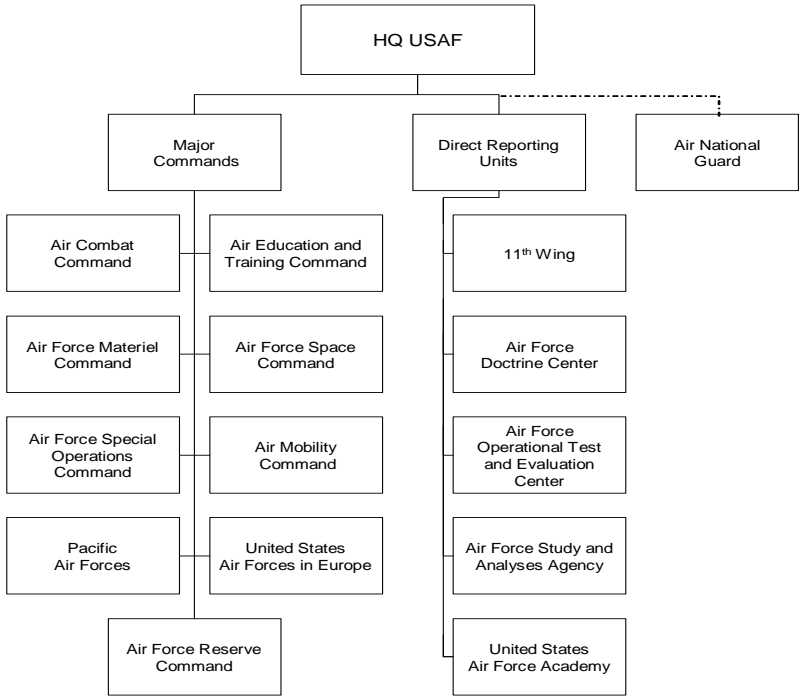 HQ USAF
Major
Commands
Direct Reporting
Units
Air National
Guard
Air Combat
Command
Air Education and
Training Command
11th Wing
Air Force Materiel
Command
Air Force Space
Command
Air Force
Doctrine Center
Air Force Special
Operations
Command
Air Mobility
Command
Air Force
Operational Test
and Evaluation
Center
Pacific
Air Forces
United States
Air Forces in Europe
Air Force Study and
Analyses Agency
Air Force Reserve
Command
United States
Air Force Academy